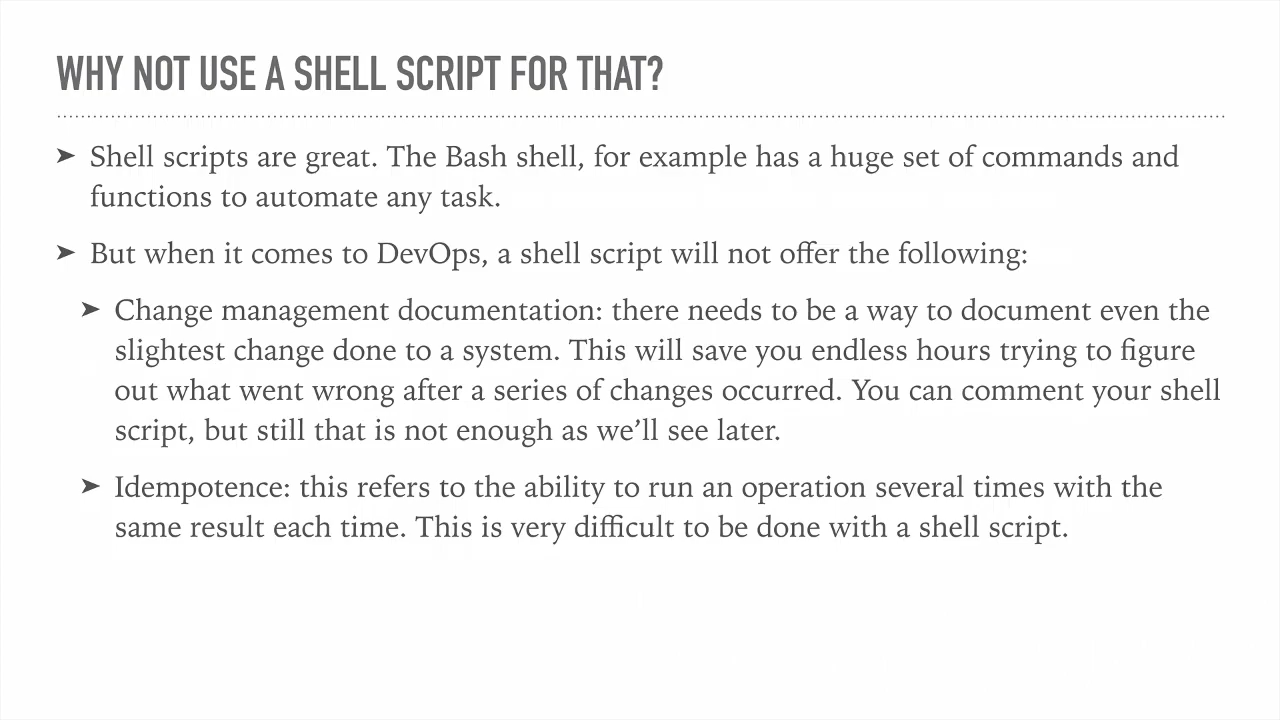 WHY NOT USE A SHELL SCRIPT FOR THAT?
➤ Shell scripts are great. The Bash shell, for example has a huge set of commands and
functions to automate any task.
➤ But when it comes to DevOps, a shell script will not offer the following:
➤ Change management documentation: there needs to be a way to document even the
slightest change done to a system. This will save you endless hours trying to figure
out what went wrong after a series of changes occurred. You can comment your shell
script, but still that is not enough as we’ll see later.
➤ Idempotence: this refers to the ability to run an operation several times with the
same result each time. This is very difficult to be done with a shell script.